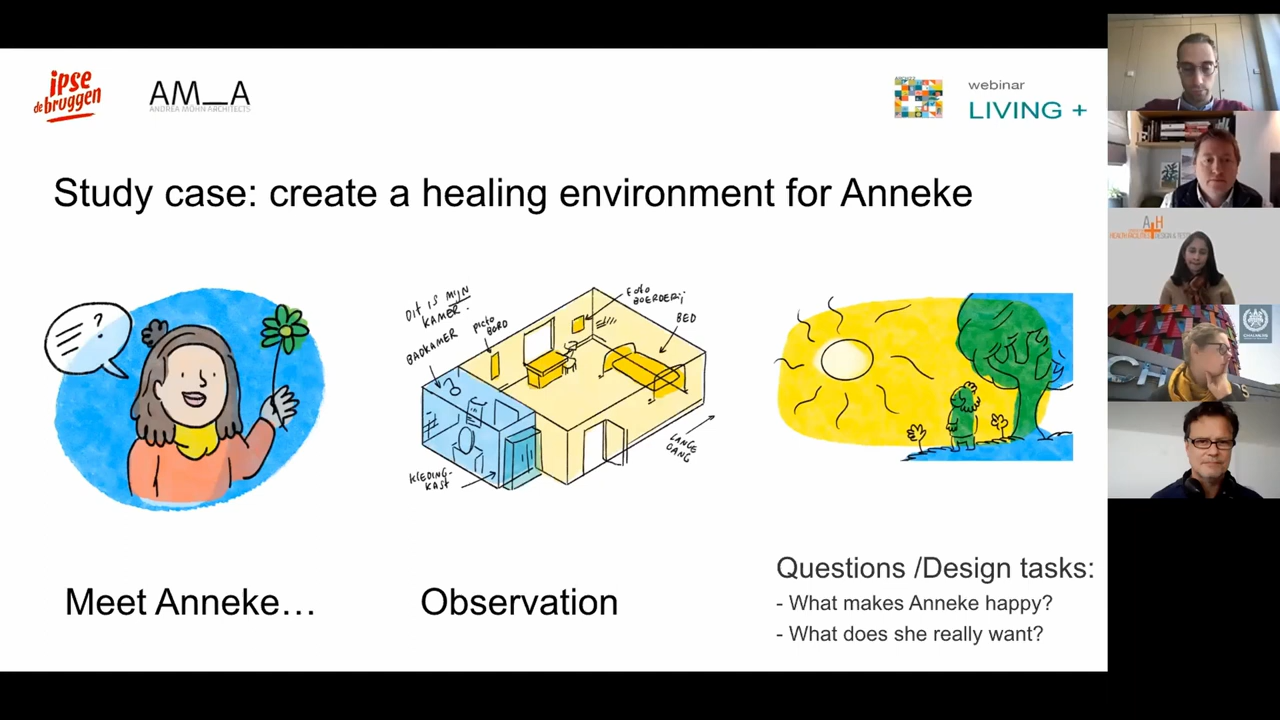 ipse
de bruggen
AM_A
ANDREA MÖHN ARCHITECTS
webinar
LIVING +
Study case: create a healing environment for Anneke
?
DIT IS MIJN
KAMER.
BADKAMER
PICTO
BORD
FOTO
BOERDERIJ
BED
KLEDING-
KAST
LANGE
GANG
Meet Anneke…
Observation
Questions /Design tasks:
- What makes Anneke happy?
- What does she really want?
A+H
CHALMERS